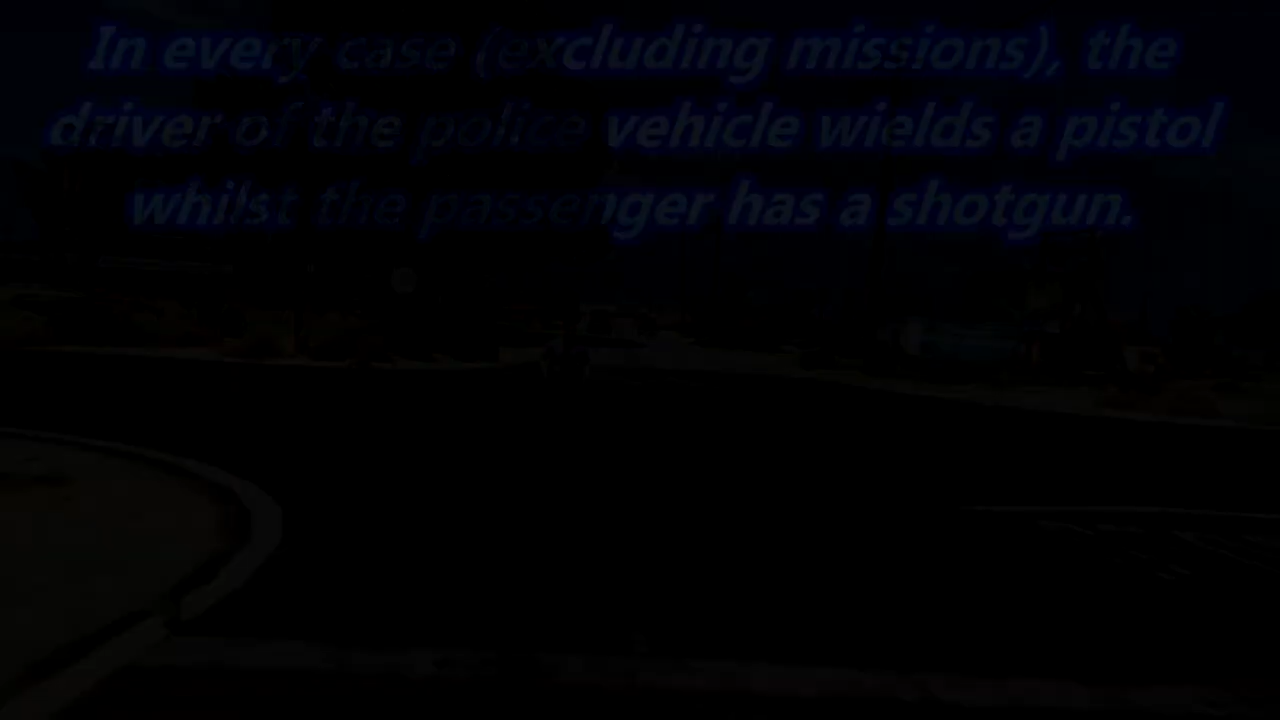 In every case (excluding missions), the
driver of the police vehicle wields a pistol
whilst the passenger has a shotgun.